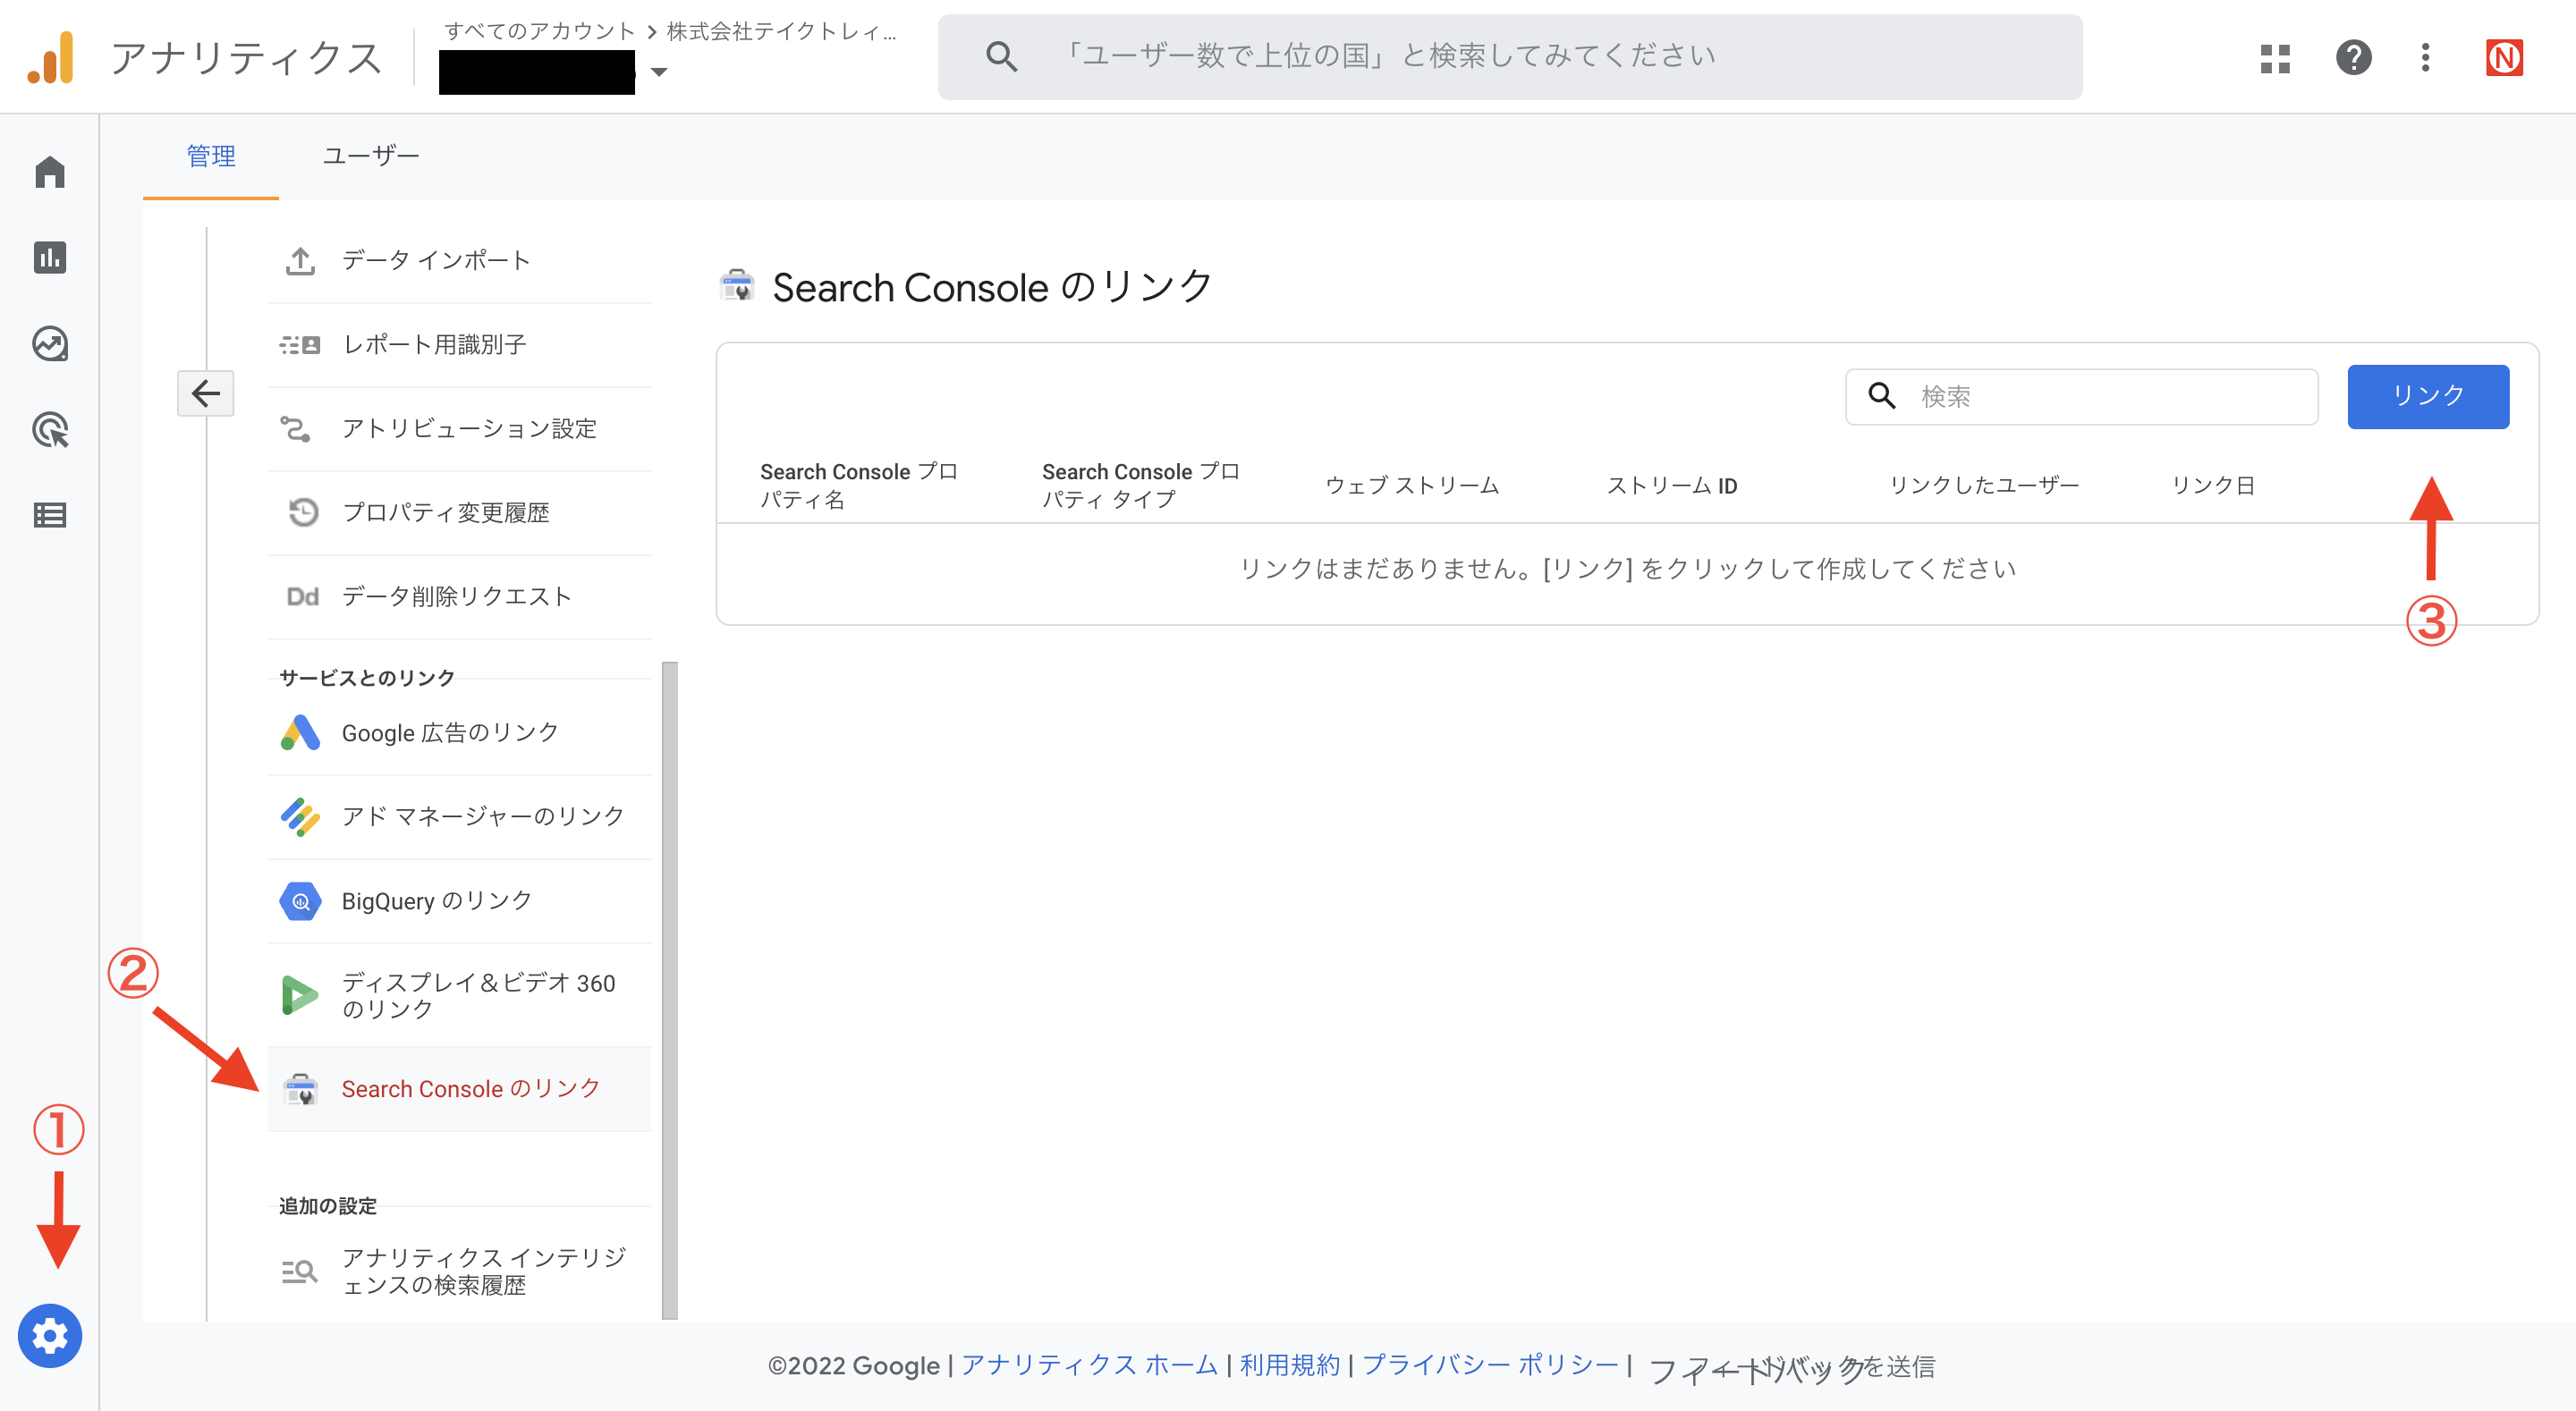 アナリティクス
すべてのアカウント > 株式会社テイクトレィ...
「ユーザー数で上位の国」と検索してみてください
N
管理
ユーザー
データ インポート
レポート用識別子
アトリビューション設定
プロパティ変更履歴
Dd データ削除リクエスト
サービスとのリンク
Google 広告のリンク
アド マネージャーのリンク
BigQuery のリンク
ディスプレイ＆ビデオ 360
のリンク
Search Console のリンク
追加の設定
アナリティクス インテリジ
ェンスの検索履歴
①
②
Search Console のリンク
検索
リンク
Search Console プロ
パティ名
Search Console プロ
パティ タイプ
ウェブ ストリーム
ストリーム ID
リンクしたユーザー
リンク日
リンクはまだありません。[リンク] をクリックして作成してください
③
©2022 Google | アナリティクス ホーム | 利用規約 | プライバシー ポリシー | フィードバックを送信